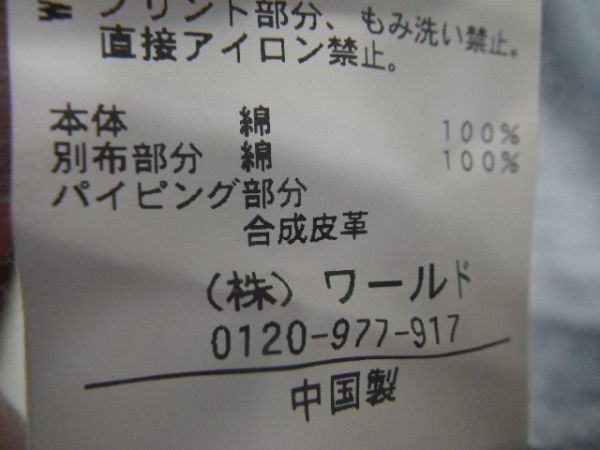 プリント部分、もみ洗い禁止。
直接アイロン禁止。
本体 綿 100%
別布部分 綿 100%
パイピング部分
合成皮革
(株) ワールド
0120-977-917
中国製